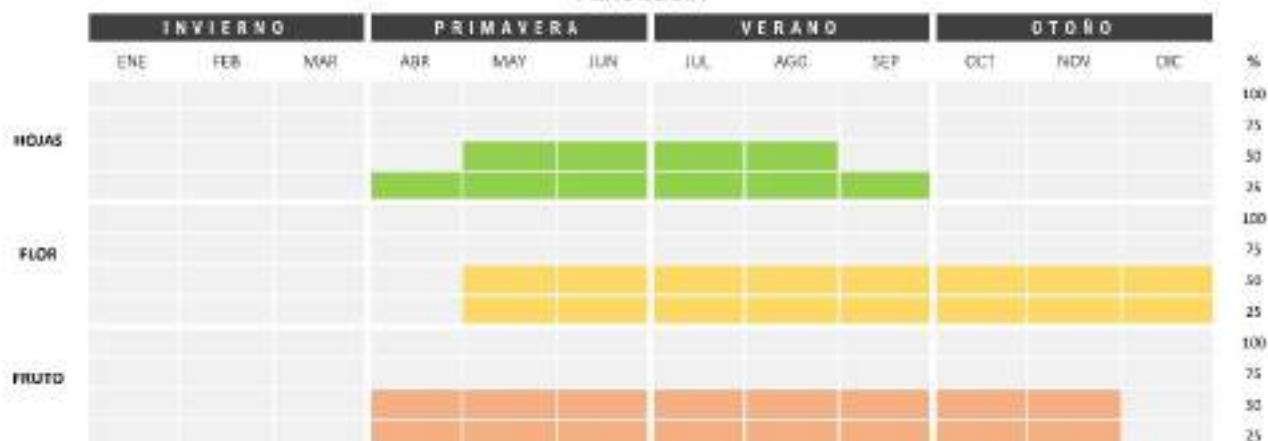 INVIERNO PRIMAVERA VERANO OTOÑO
ENE FEB MAR ABR MAY JUN JUL AGO SEP OCT NOV DIC %
100
75
HOJAS
50
25
100
FLOR 75
50
25
100
FRUTO 75
50
25